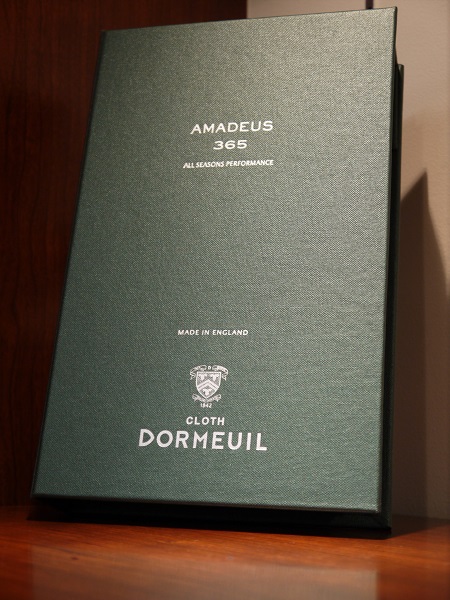 AMADEUS
365
ALL SEASONS PERFORMANCE
MADE IN ENGLAND
D
1842
CLOTH
DORMEUIL